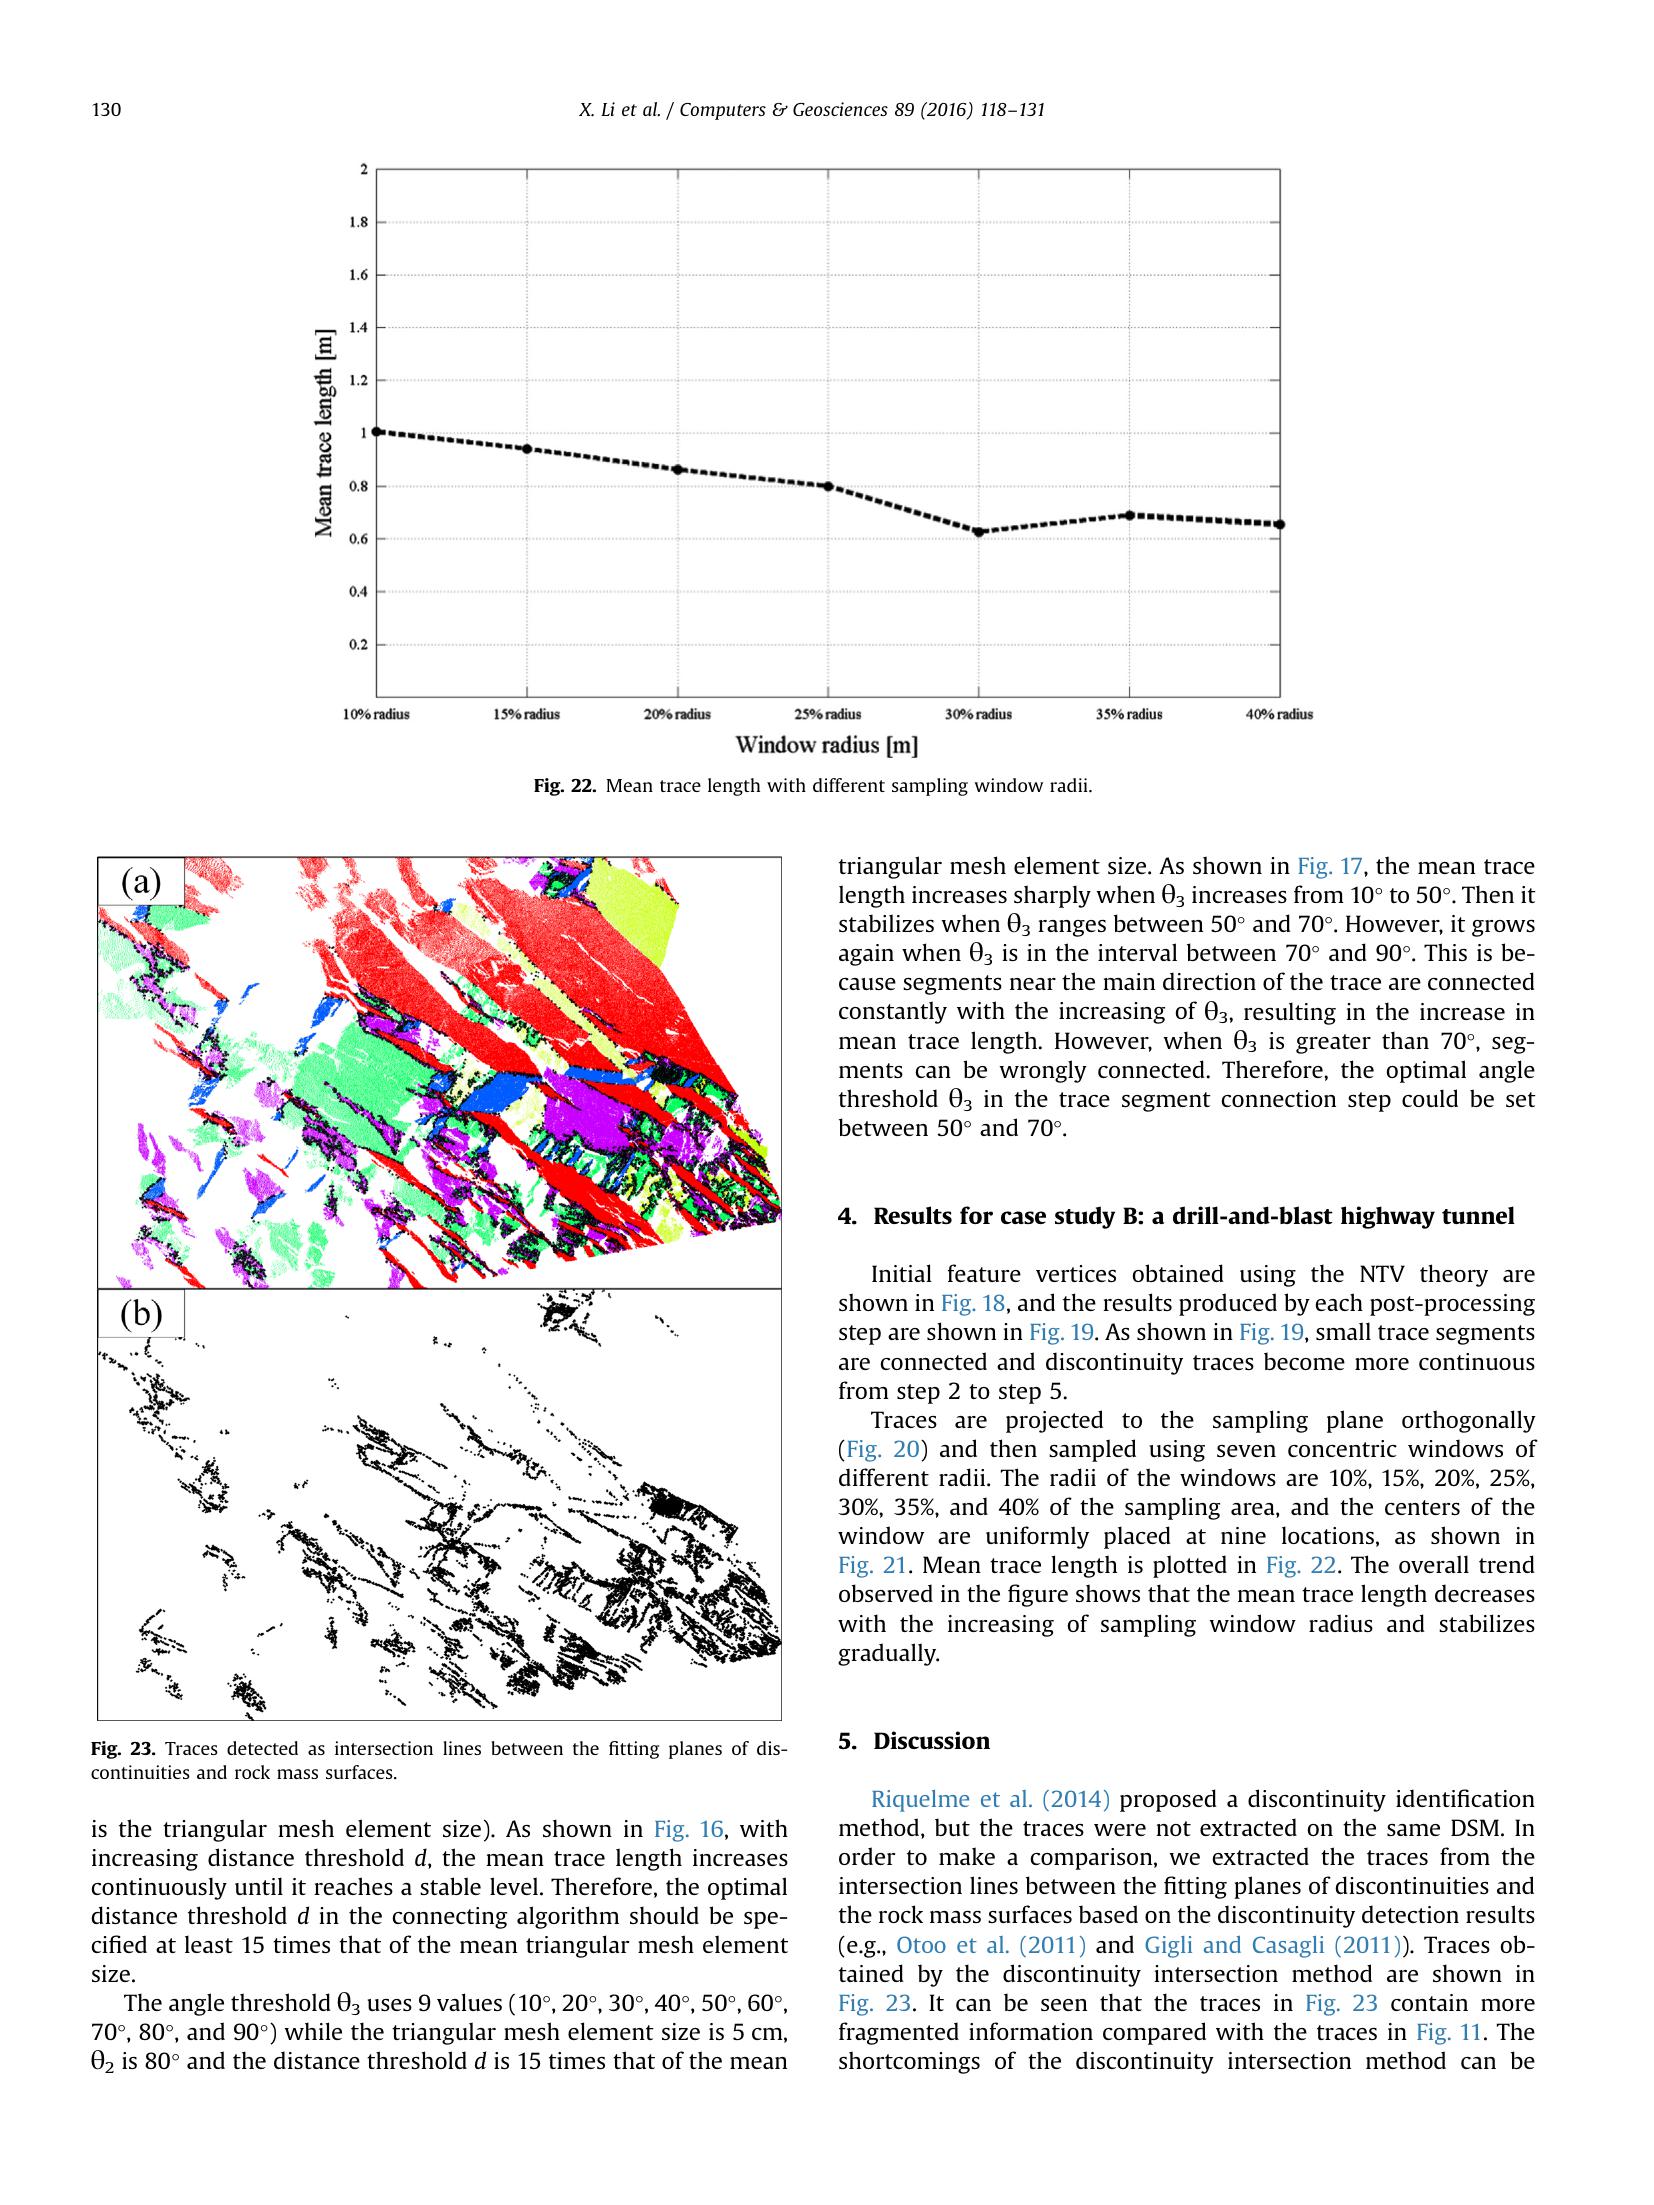 130
X. Li et al. / Computers & Geosciences 89 (2016) 118–131
2
1.8
1.6
1.4
1.2
1
0.8
0.6
0.4
0.2
Mean trace length [m]
10% radius 15% radius 20% radius 25% radius 30% radius 35% radius 40% radius
Window radius [m]
Fig. 22. Mean trace length with different sampling window radii.
(a)
(b)
Fig. 23. Traces detected as intersection lines between the fitting planes of dis-
continuities and rock mass surfaces.
is the triangular mesh element size). As shown in Fig. 16, with
increasing distance threshold d, the mean trace length increases
continuously until it reaches a stable level. Therefore, the optimal
distance threshold d in the connecting algorithm should be spe-
cified at least 15 times that of the mean triangular mesh element
size.
The angle threshold θ3 uses 9 values (10°, 20°, 30°, 40°, 50°, 60°,
70°, 80°, and 90°) while the triangular mesh element size is 5 cm,
θ2 is 80° and the distance threshold d is 15 times that of the mean
triangular mesh element size. As shown in Fig. 17, the mean trace
length increases sharply when θ3 increases from 10° to 50°. Then it
stabilizes when θ3 ranges between 50° and 70°. However, it grows
again when θ3 is in the interval between 70° and 90°. This is be-
cause segments near the main direction of the trace are connected
constantly with the increasing of θ3, resulting in the increase in
mean trace length. However, when θ3 is greater than 70°, seg-
ments can be wrongly connected. Therefore, the optimal angle
threshold θ3 in the trace segment connection step could be set
between 50° and 70°.
4. Results for case study B: a drill-and-blast highway tunnel
Initial feature vertices obtained using the NTV theory are
shown in Fig. 18, and the results produced by each post-processing
step are shown in Fig. 19. As shown in Fig. 19, small trace segments
are connected and discontinuity traces become more continuous
from step 2 to step 5.
Traces are projected to the sampling plane orthogonally
(Fig. 20) and then sampled using seven concentric windows of
different radii. The radii of the windows are 10%, 15%, 20%, 25%,
30%, 35%, and 40% of the sampling area, and the centers of the
window are uniformly placed at nine locations, as shown in
Fig. 21. Mean trace length is plotted in Fig. 22. The overall trend
observed in the figure shows that the mean trace length decreases
with the increasing of sampling window radius and stabilizes
gradually.
5. Discussion
Riquelme et al. (2014) proposed a discontinuity identification
method, but the traces were not extracted on the same DSM. In
order to make a comparison, we extracted the traces from the
intersection lines between the fitting planes of discontinuities and
the rock mass surfaces based on the discontinuity detection results
(e.g., Otoo et al. (2011) and Gigli and Casagli (2011)). Traces ob-
tained by the discontinuity intersection method are shown in
Fig. 23. It can be seen that the traces in Fig. 23 contain more
fragmented information compared with the traces in Fig. 11. The
shortcomings of the discontinuity intersection method can be